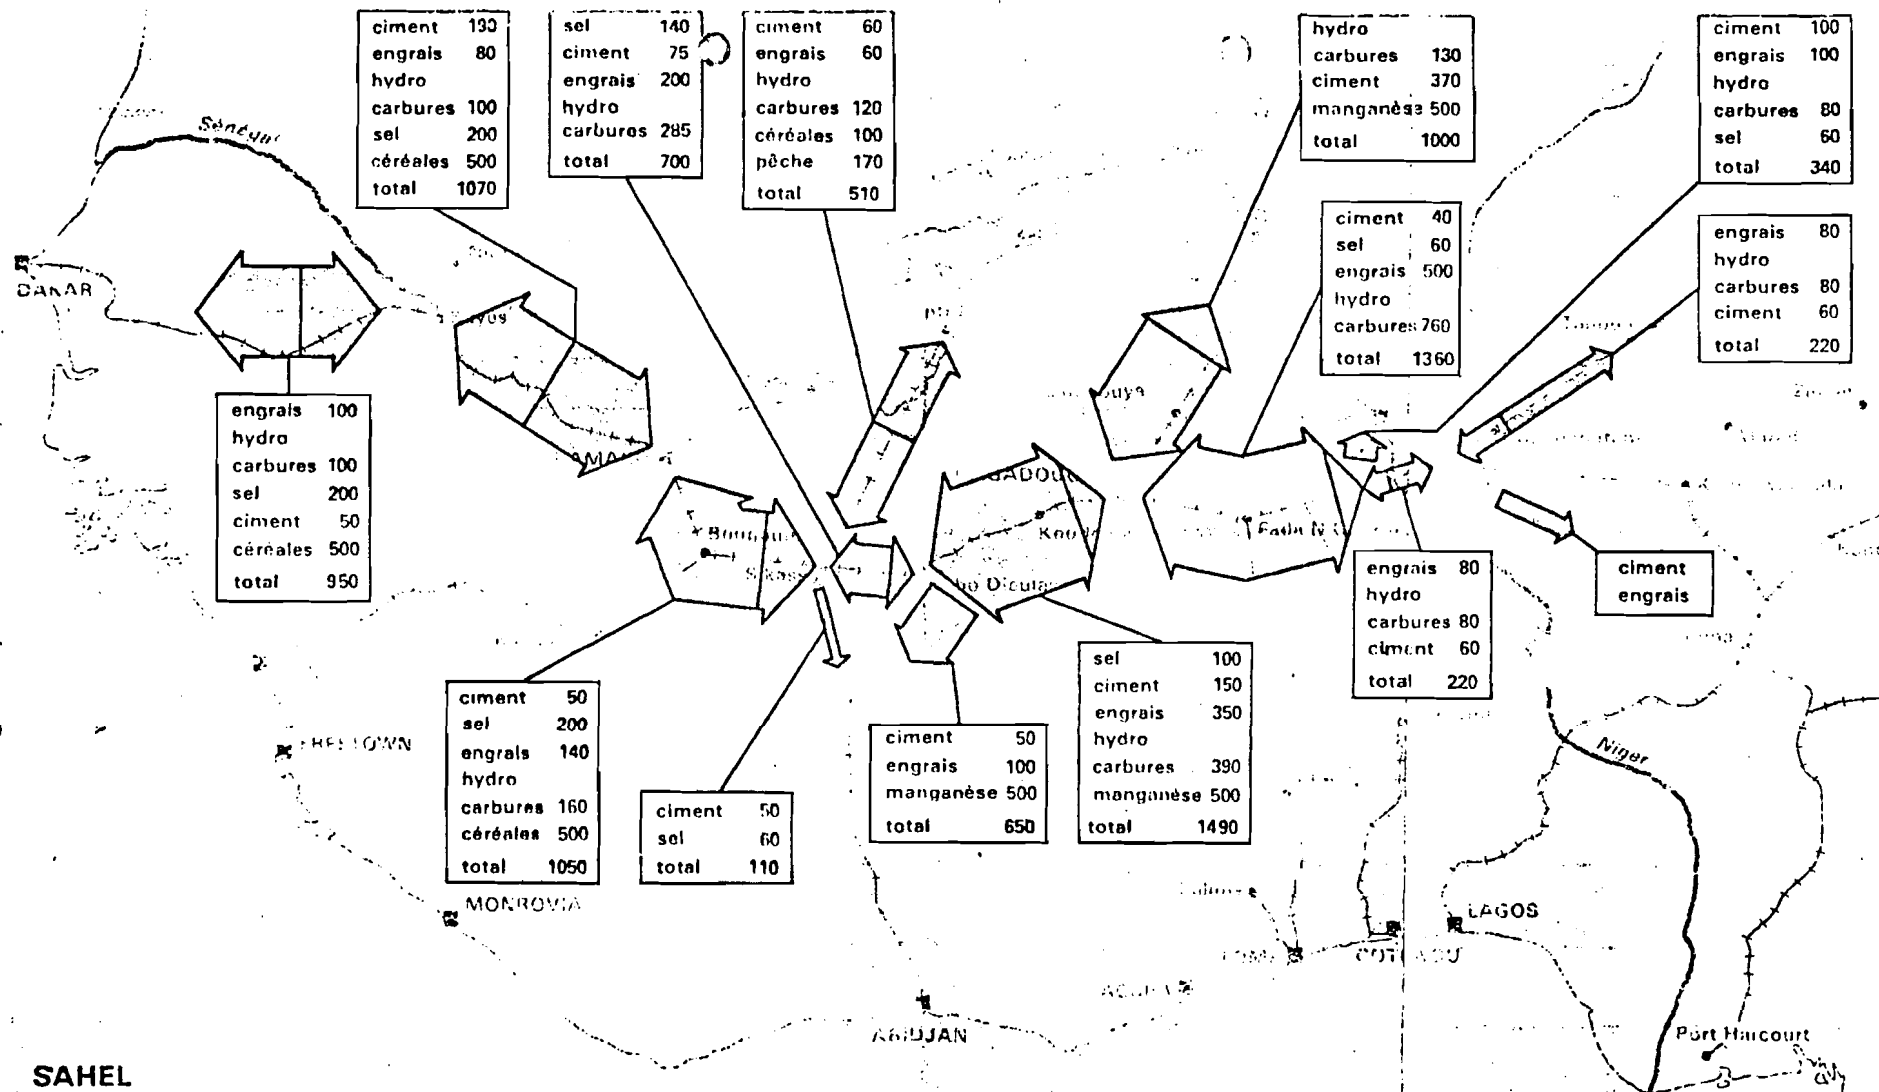 ciment 130
engrais 80
hydro
carbures 100
sel 200
céréales 500
total 1070
sel 140
ciment 75
engrais 200
hydro
carbures 285
total 700
ciment 60
engrais 60
hydro
carbures 120
céréales 100
pêche 170
total 510
hydro
carbures 130
ciment 370
manganèse 500
total 1000
ciment 100
engrais 100
hydro
carbures 80
sel 60
total 340
ciment 40
sel 60
engrais 500
hydro
carbures 760
total 1360
engrais 80
hydro
carbures 80
ciment 60
total 220
Sénégal
DAKAR
engrais 100
hydro
carbures 100
sel 200
ciment 50
céréales 500
total 950
Fada N
ciment
engrais
engrais 80
hydro
carbures 80
ciment 60
total 220
ciment 50
sel 200
engrais 140
hydro
carbures 160
céréales 500
total 1050
ciment 50
sel 60
total 110
ciment 50
engrais 100
manganèse 500
total 650
sel 100
ciment 150
engrais 350
hydro
carbures 390
manganèse 500
total 1490
FREETOWN
Niger
MONROVIA
LAGOS
COTONOU
ABIDJAN
Port Harcourt
SAHEL